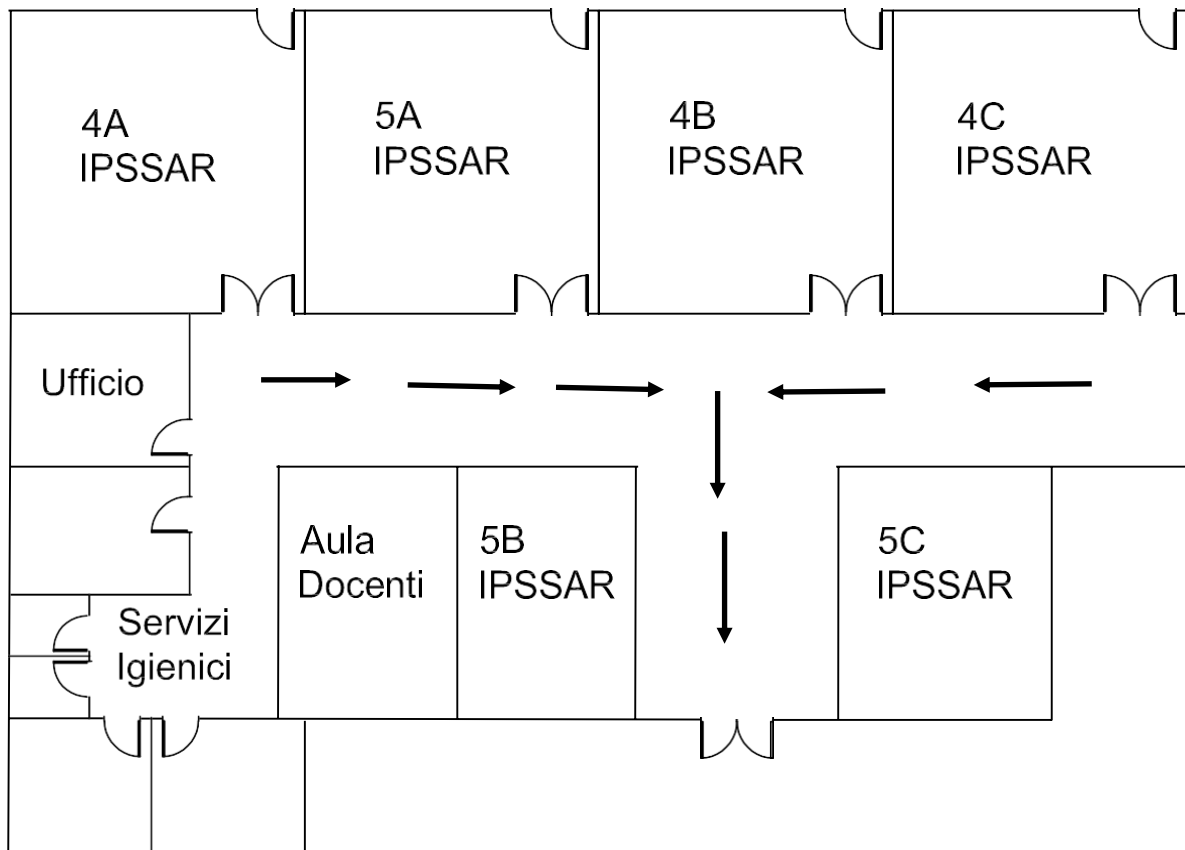 4A
IPSSAR
5A
IPSSAR
4B
IPSSAR
4C
IPSSAR
Ufficio
Aula
Docenti
5B
IPSSAR
5C
IPSSAR
Servizi
Igienici